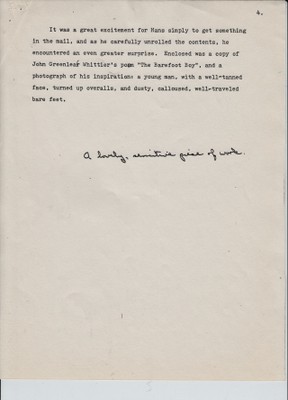 4.
It was a great excitement for Hans simply to get something
in the mail, and as he carefully unrolled the contents, he
encountered an even greater surprise. Enclosed was a copy of
John Greenleaf Whittier's poem "The Barefoot Boy", and a
photograph of his inspiration: a young man, with a well-tanned
face, turned up overalls, and dusty, calloused, well-traveled
bare feet.
A lovely, sensitive piece of work.